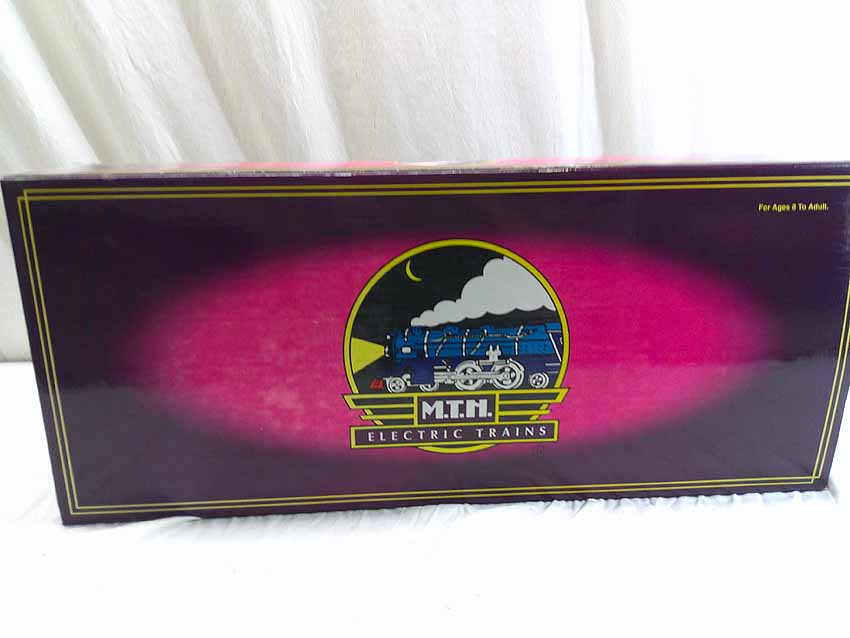 For Ages 8 To Adult.
M.T.H.
ELECTRIC TRAINS